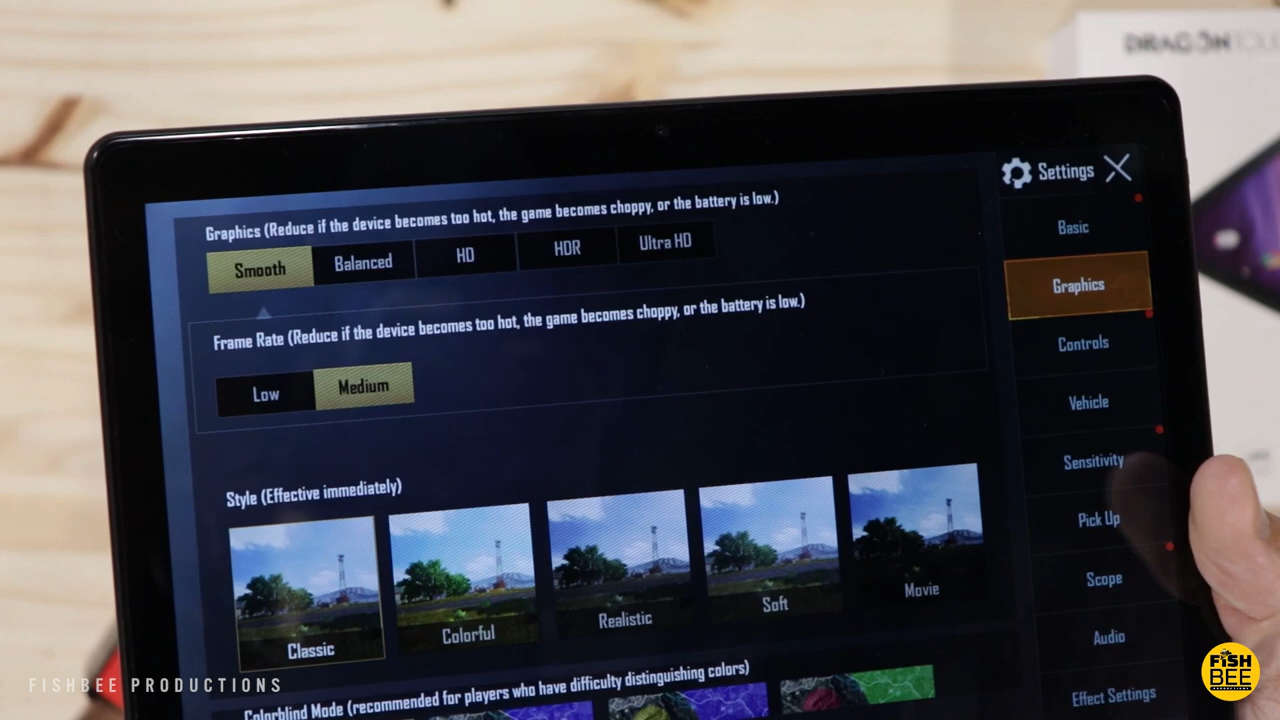 DRAGON TOUCH
Settings
Graphics (Reduce if the device becomes too hot, the game becomes choppy, or the battery is low.)
Smooth
Balanced
HD
HDR
Ultra HD
Frame Rate (Reduce if the device becomes too hot, the game becomes choppy, or the battery is low.)
Low
Medium
Style (Effective immediately)
Classic
Colorful
Realistic
Soft
Movie
Colorblind Mode (recommended for players who have difficulty distinguishing colors)
Basic
Graphics
Controls
Vehicle
Sensitivity
Pick Up
Scope
Audio
Effect Settings
FISHBEE PRODUCTIONS
FISH
BEE
PRODUCTIONS